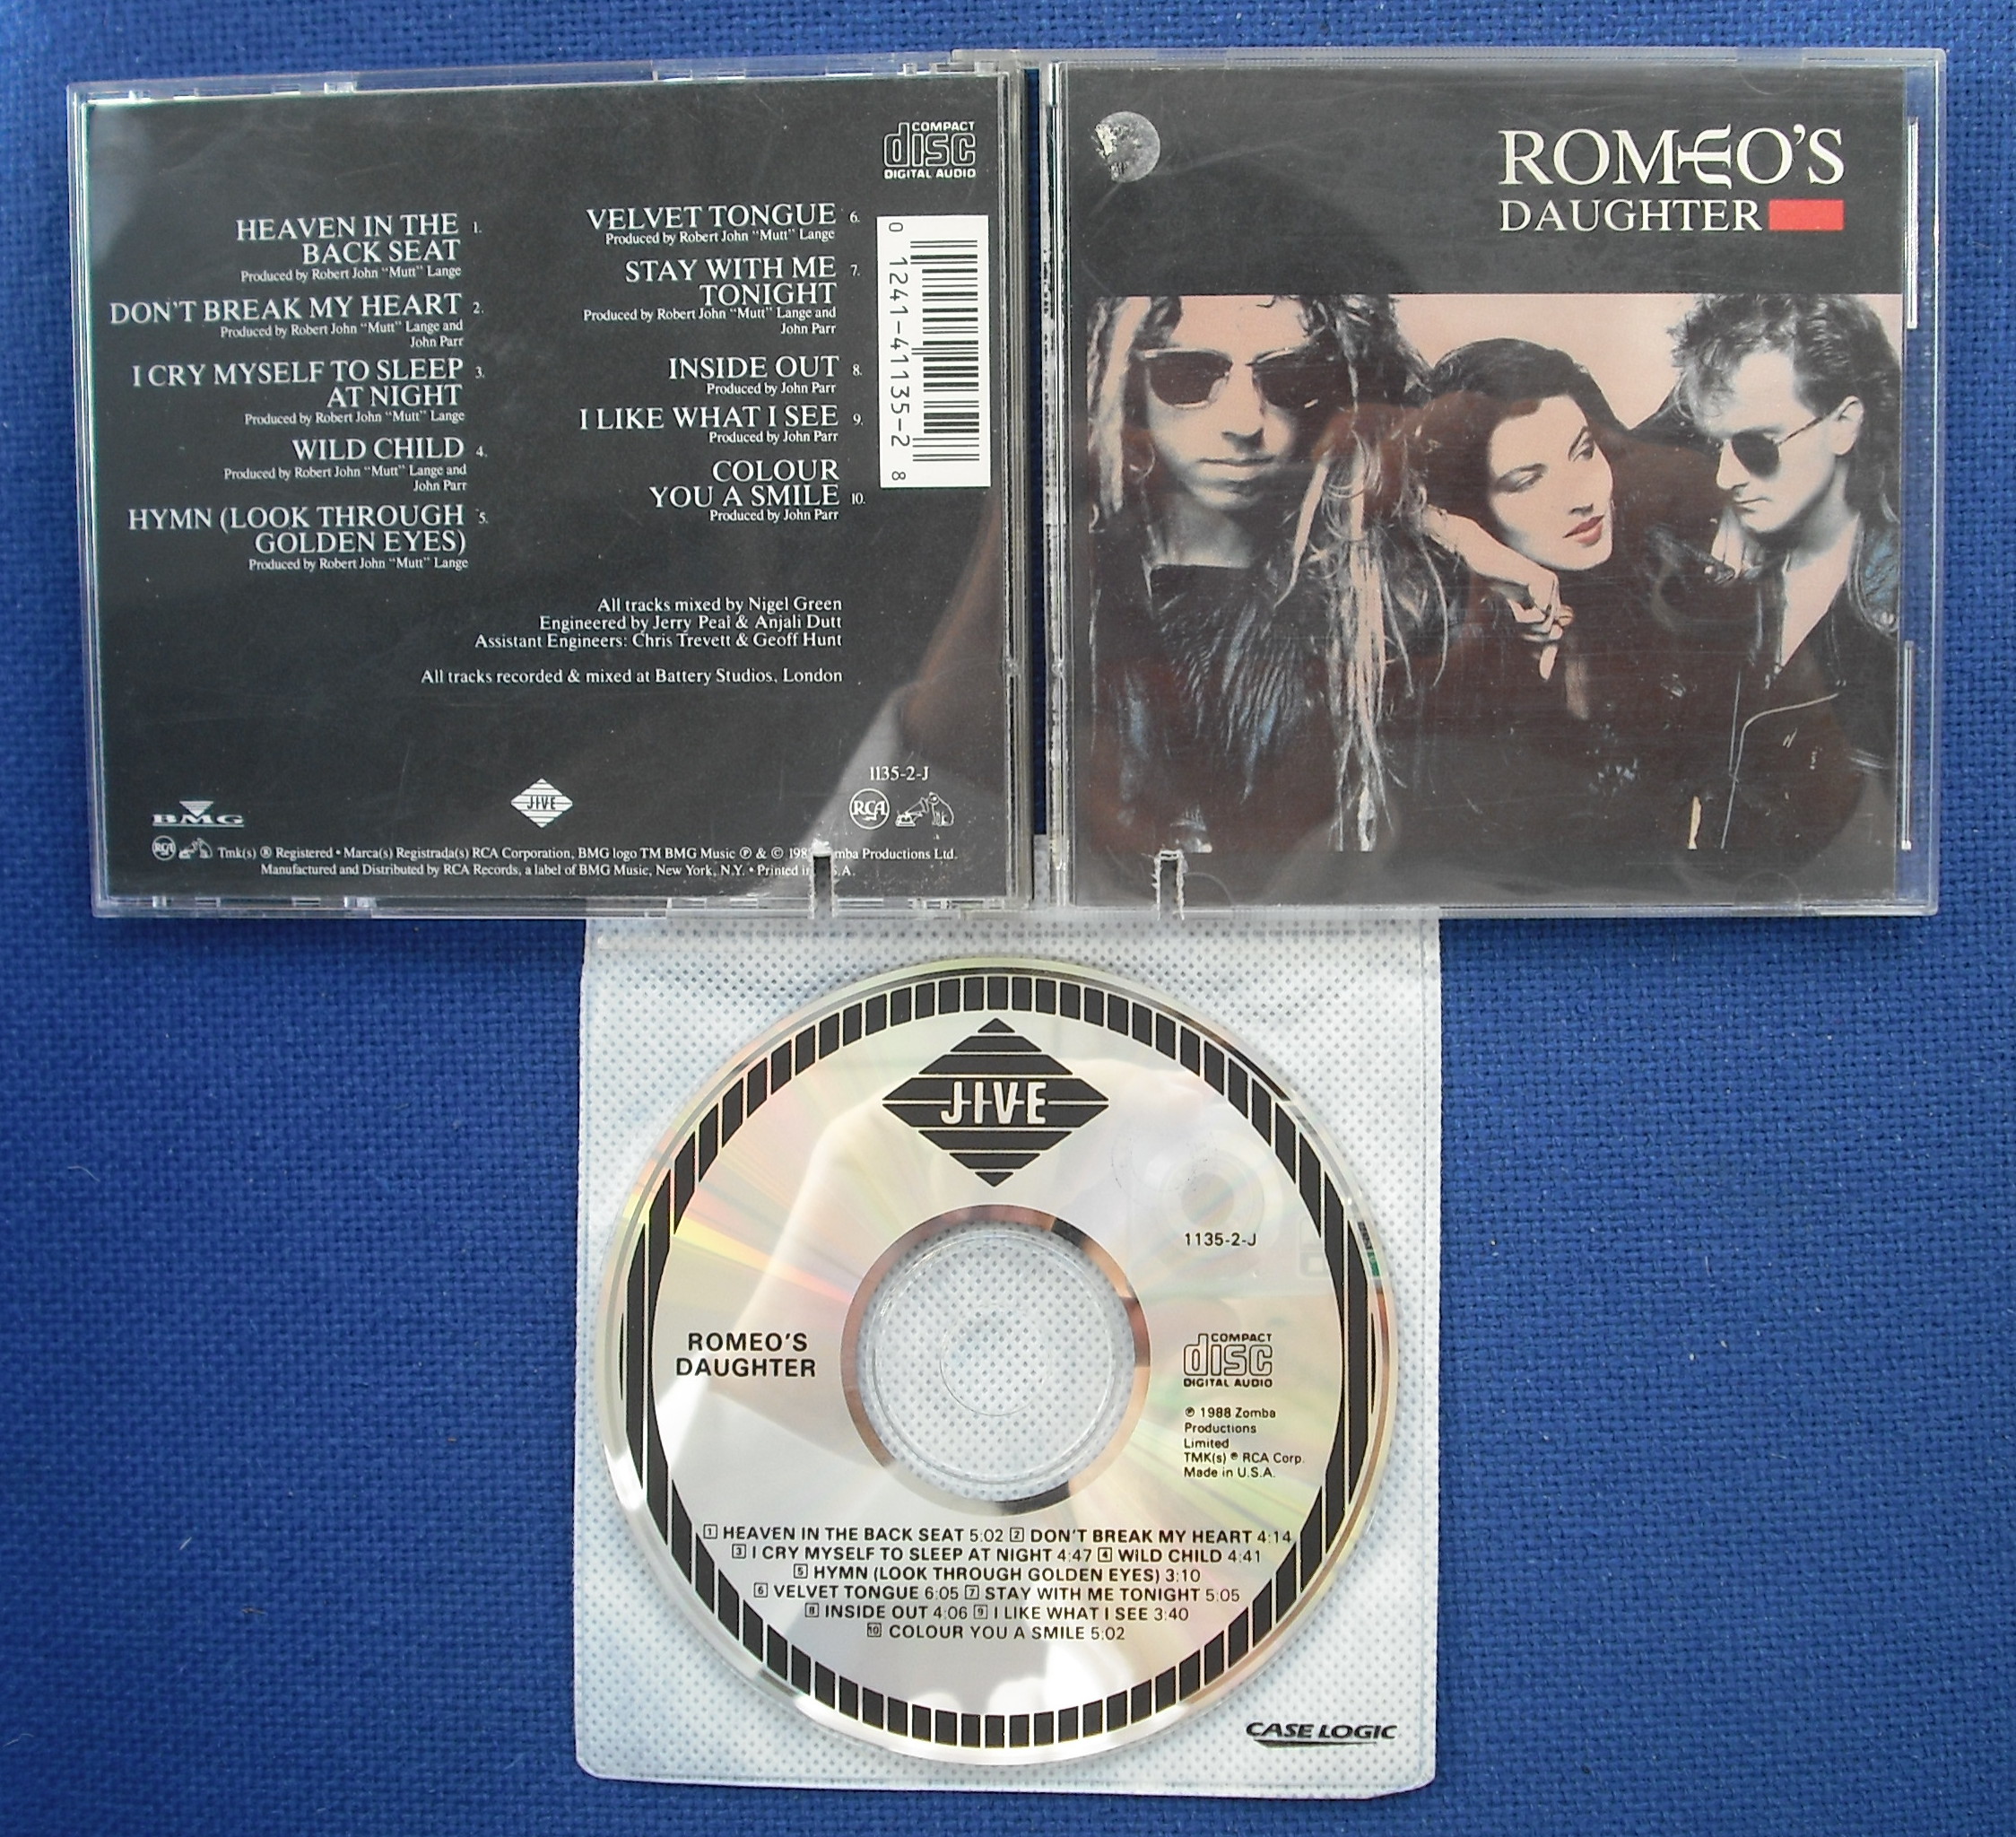 COMPACT
disc
DIGITAL AUDIO
HEAVEN IN THE 1.
BACK SEAT
Produced by Robert John "Mutt" Lange
DON'T BREAK MY HEART 2.
Produced by Robert John "Mutt" Lange and
John Parr
I CRY MYSELF TO SLEEP 3.
AT NIGHT
Produced by Robert John "Mutt" Lange
WILD CHILD 4.
Produced by Robert John "Mutt" Lange and
John Parr
HYMN (LOOK THROUGH 5.
GOLDEN EYES)
Produced by Robert John "Mutt" Lange
VELVET TONGUE 6.
Produced by Robert John "Mutt" Lange
STAY WITH ME 7.
TONIGHT
Produced by Robert John "Mutt" Lange and
John Parr
INSIDE OUT 8.
Produced by John Parr
I LIKE WHAT I SEE 9.
Produced by John Parr
COLOUR
YOU A SMILE 10.
Produced by John Parr
0 1241-41135-2 8
All tracks mixed by Nigel Green
Engineered by Jerry Peal & Anjali Dutt
Assistant Engineers: Chris Trevett & Geoff Hunt
All tracks recorded & mixed at Battery Studios, London
1135-2-J
BMG
JIVE
RCA
RCA Tmk(s) ® Registered • Marca(s) Registrada(s) RCA Corporation, BMG logo TM BMG Music ℗ & © Productions Ltd.
Manufactured and Distributed by RCA Records, a label of BMG Music, New York, N.Y. • Printed
ROMEO'S
DAUGHTER
JIVE
1135-2-J
ROMEO'S
DAUGHTER
COMPACT
disc
DIGITAL AUDIO
℗ 1988 Zomba
Productions
Limited
TMK(s) ® RCA Corp.
Made in U.S.A.
1 HEAVEN IN THE BACK SEAT 5:02 2 DON'T BREAK MY HEART 4:14
3 I CRY MYSELF TO SLEEP AT NIGHT 4:47 4 WILD CHILD 4:41
5 HYMN (LOOK THROUGH GOLDEN EYES) 3:10
6 VELVET TONGUE 6:05 7 STAY WITH ME TONIGHT 5:05
8 INSIDE OUT 4:06 9 I LIKE WHAT I SEE 3:40
10 COLOUR YOU A SMILE 5:02
CASE LOGIC